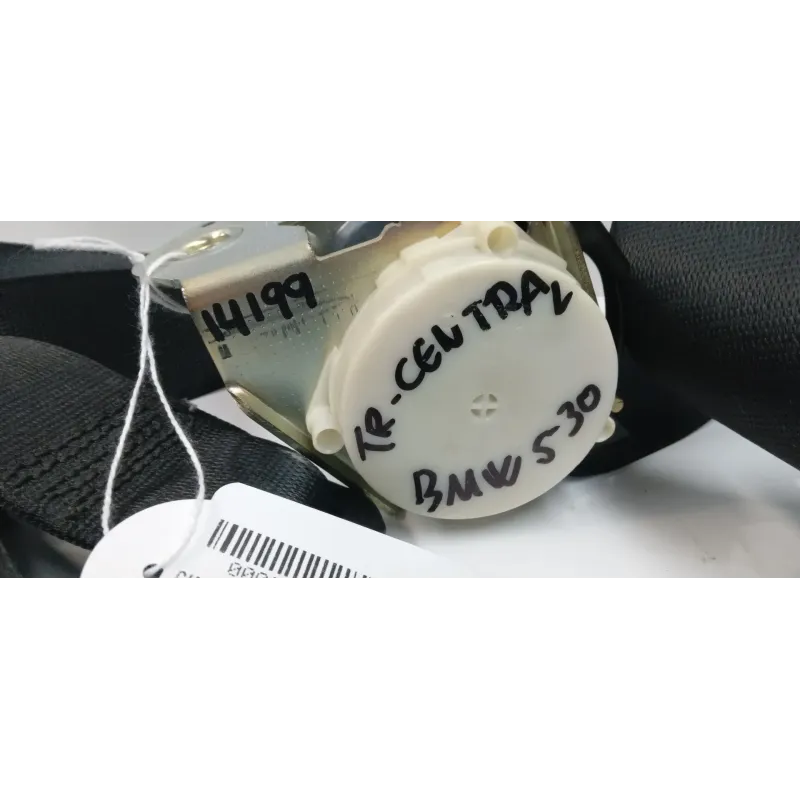 14199
TR-CENTRAL
BMW 530